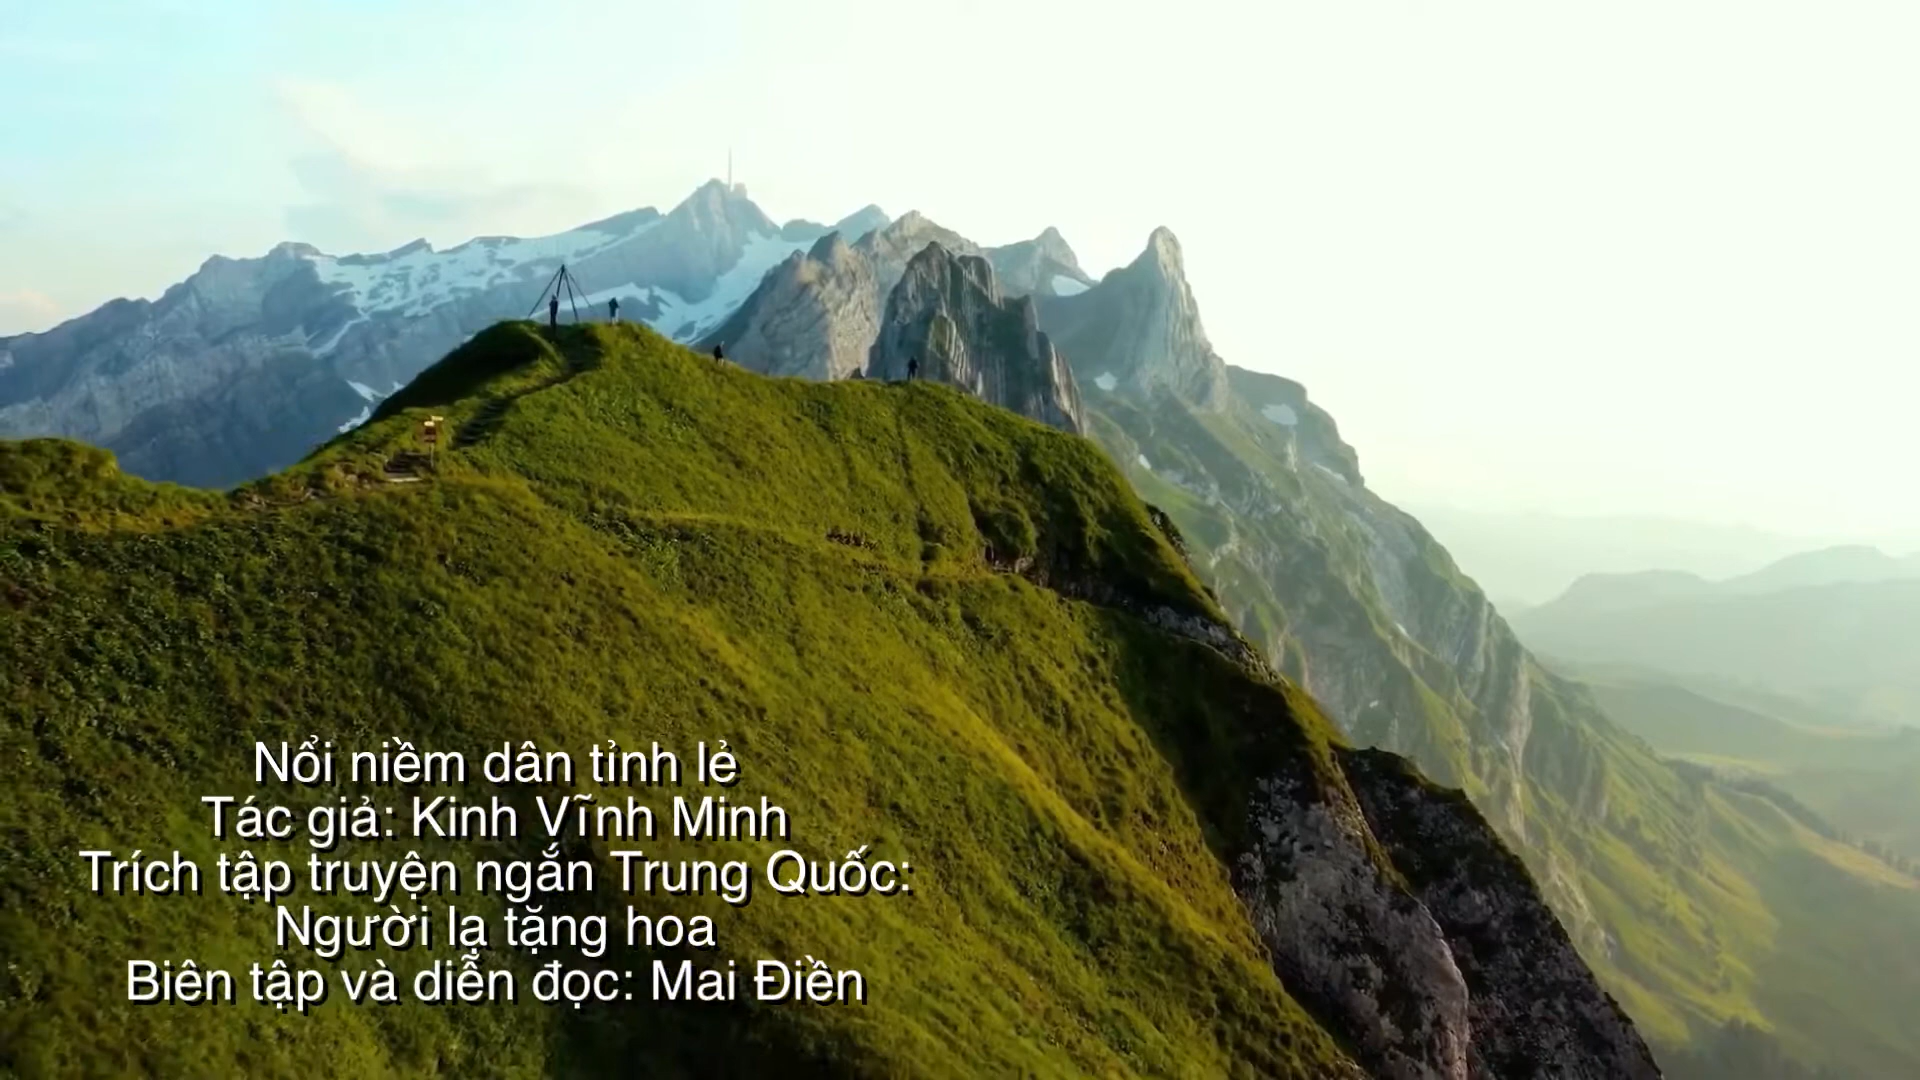 Nổi niềm dân tỉnh lẻ
Tác giả: Kinh Vĩnh Minh
Trích tập truyện ngắn Trung Quốc:
Người lạ tặng hoa
Biên tập và diễn đọc: Mai Điền